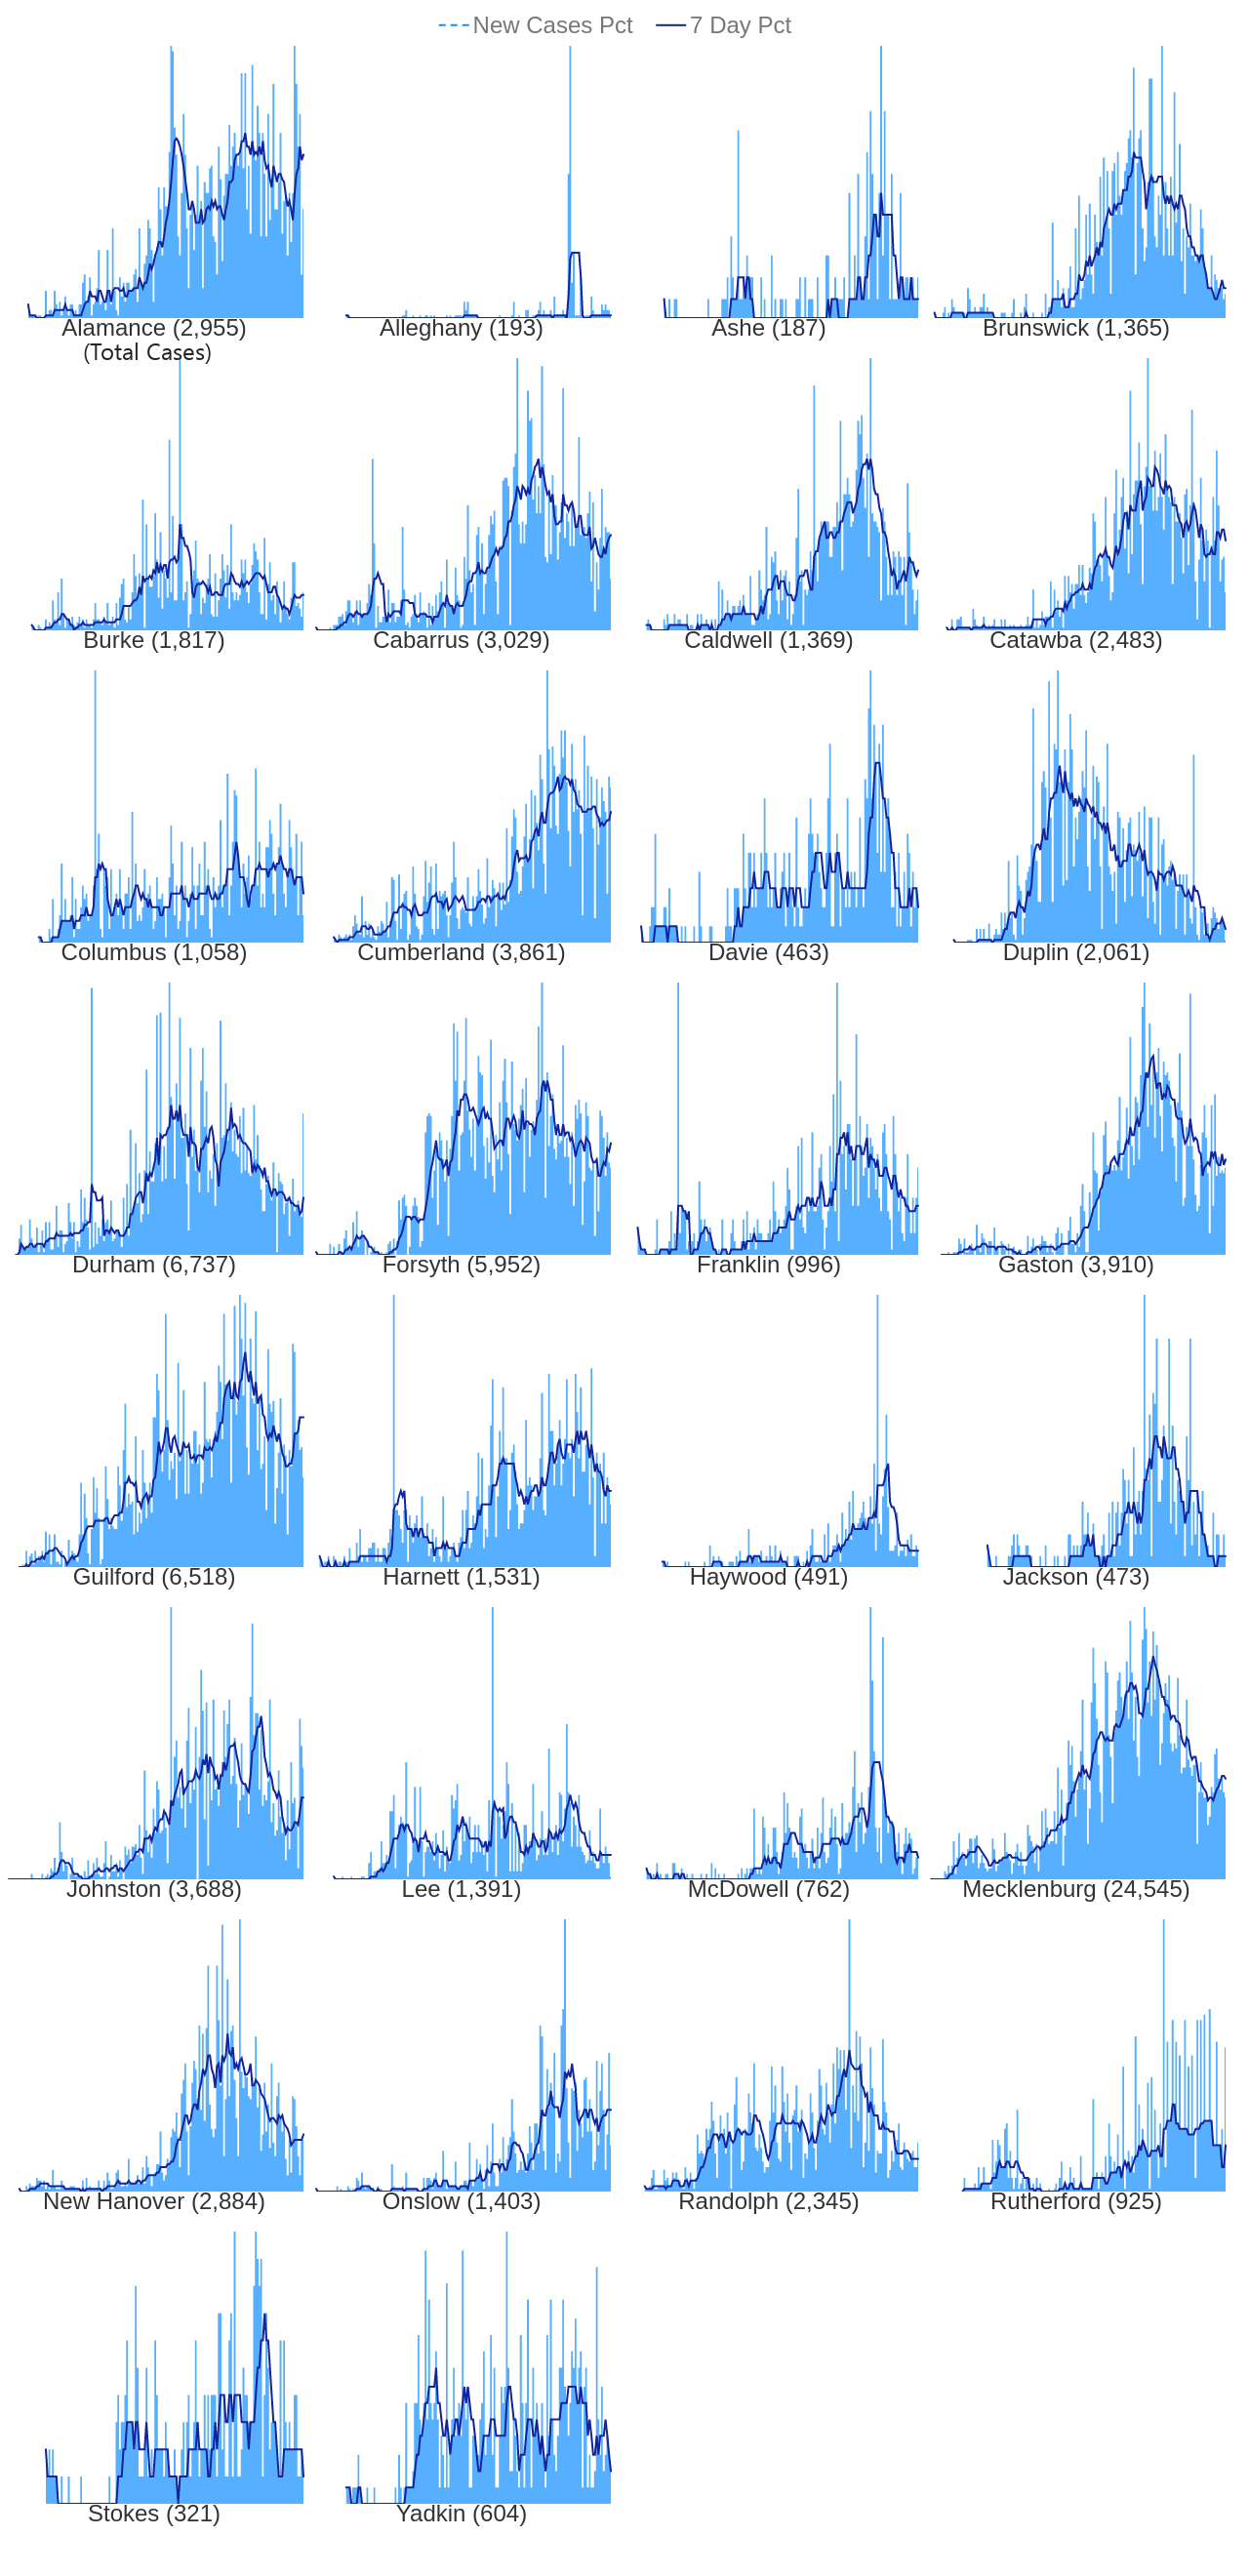 New Cases Pct 7 Day Pct
Alamance (2,955) Alleghany (193) Ashe (187) Brunswick (1,365)
(Total Cases)
Burke (1,817) Cabarrus (3,029) Caldwell (1,369) Catawba (2,483)
Columbus (1,058) Cumberland (3,861) Davie (463) Duplin (2,061)
Durham (6,737) Forsyth (5,952) Franklin (996) Gaston (3,910)
Guilford (6,518) Harnett (1,531) Haywood (491) Jackson (473)
Johnston (3,688) Lee (1,391) McDowell (762) Mecklenburg (24,545)
New Hanover (2,884) Onslow (1,403) Randolph (2,345) Rutherford (925)
Stokes (321) Yadkin (604)